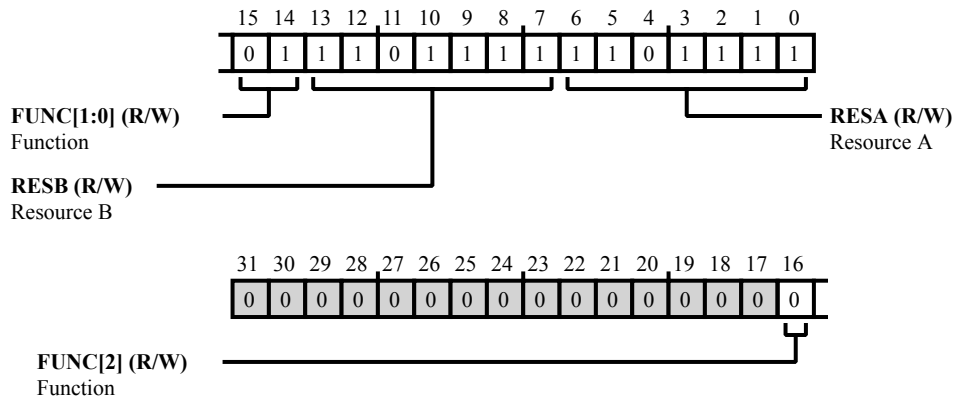 15 14 13 12 11 10 9 8 7 6 5 4 3 2 1 0
0 1 1 1 0 1 1 1 1 1 1 0 1 1 1 1
FUNC[1:0] (R/W)
Function
RESA (R/W)
Resource A
RESB (R/W)
Resource B
31 30 29 28 27 26 25 24 23 22 21 20 19 18 17 16
0 0 0 0 0 0 0 0 0 0 0 0 0 0 0 0
FUNC[2] (R/W)
Function